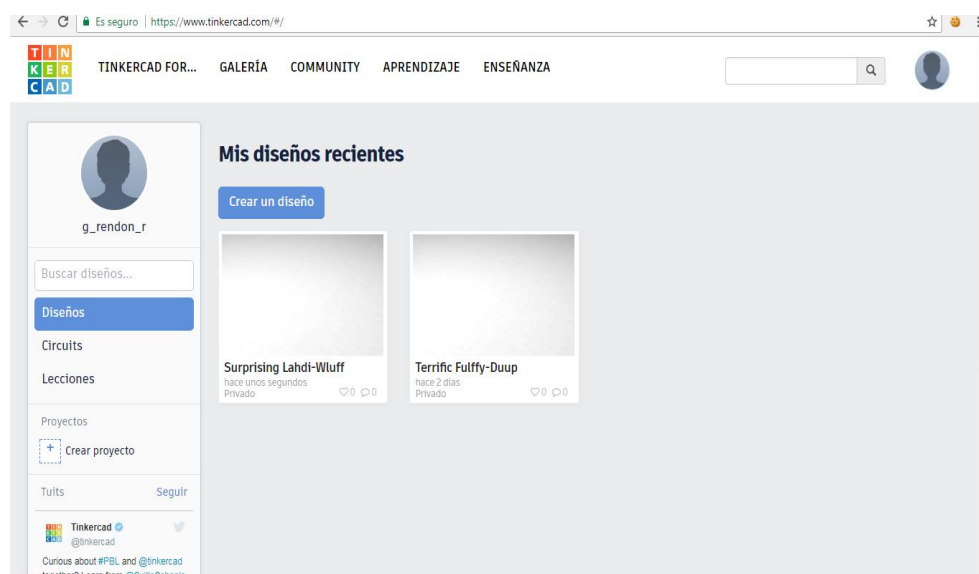 Es seguro | https://www.tinkercad.com/#/
TIN
KER
CAD
TINKERCAD FOR... GALERÍA COMMUNITY APRENDIZAJE ENSEÑANZA
g_rendon_r
Buscar diseños...
Diseños
Circuits
Lecciones
Proyectos
+ Crear proyecto
Tuits Seguir
TIN
KER
CAD
Tinkercad
@tinkercad
Curious about #PBL and @tinkercad
Mis diseños recientes
Crear un diseño
Surprising Lahdi-Wluff
hace unos segundos
Privado 0 0
Terrific Fulffy-Duup
hace 2 días
Privado 0 0